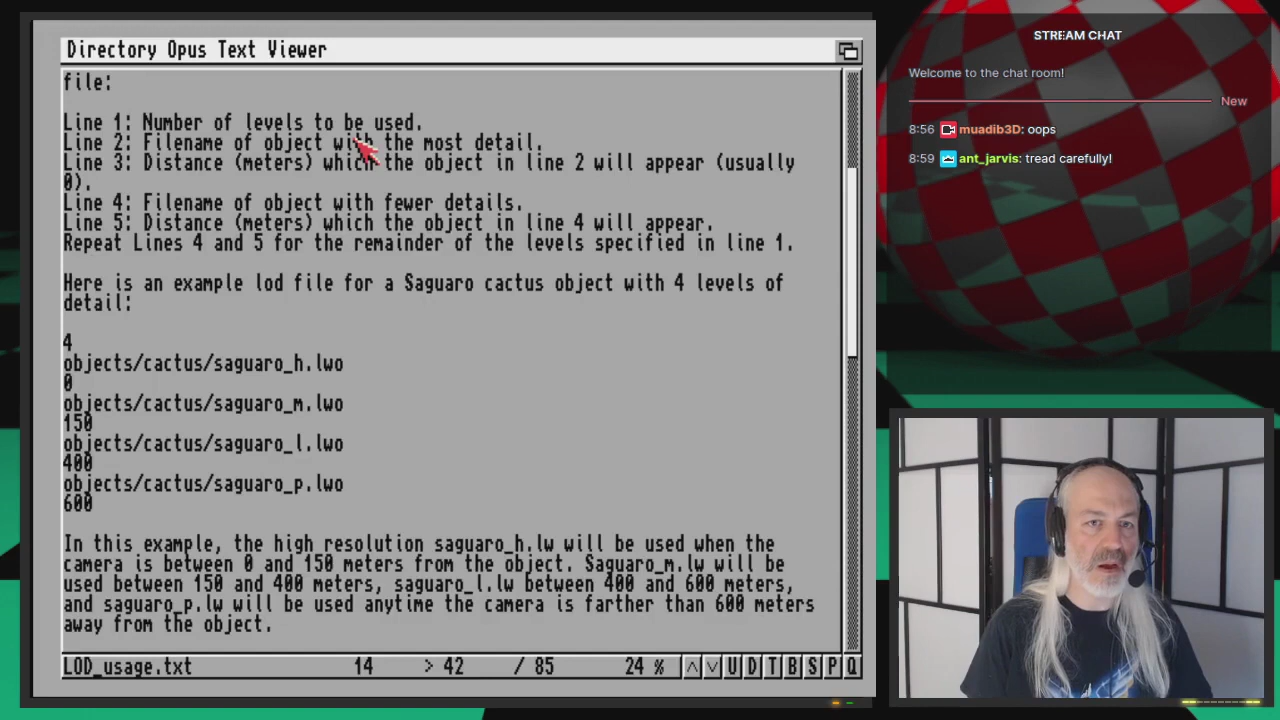 Directory Opus Text Viewer
file:
Line 1: Number of levels to be used.
Line 2: Filename of object with the most detail.
Line 3: Distance (meters) which the object in line 2 will appear (usually
0).
Line 4: Filename of object with fewer details.
Line 5: Distance (meters) which the object in line 4 will appear.
Repeat Lines 4 and 5 for the remainder of the levels specified in line 1.
Here is an example lod file for a Saguaro cactus object with 4 levels of
detail:
4
objects/cactus/saguaro_h.lwo
0
objects/cactus/saguaro_m.lwo
150
objects/cactus/saguaro_l.lwo
400
objects/cactus/saguaro_p.lwo
600
In this example, the high resolution saguaro_h.lw will be used when the
camera is between 0 and 150 meters from the object. Saguaro_m.lw will be
used between 150 and 400 meters, saguaro_l.lw between 400 and 600 meters,
and saguaro_p.lw will be used anytime the camera is farther than 600 meters
away from the object.
LOD_usage.txt 14 > 42 / 85 24 % U D T B S P Q
STREAM CHAT
Welcome to the chat room!
New
8:56 muadib3D: oops
8:59 ant_jarvis: tread carefully!